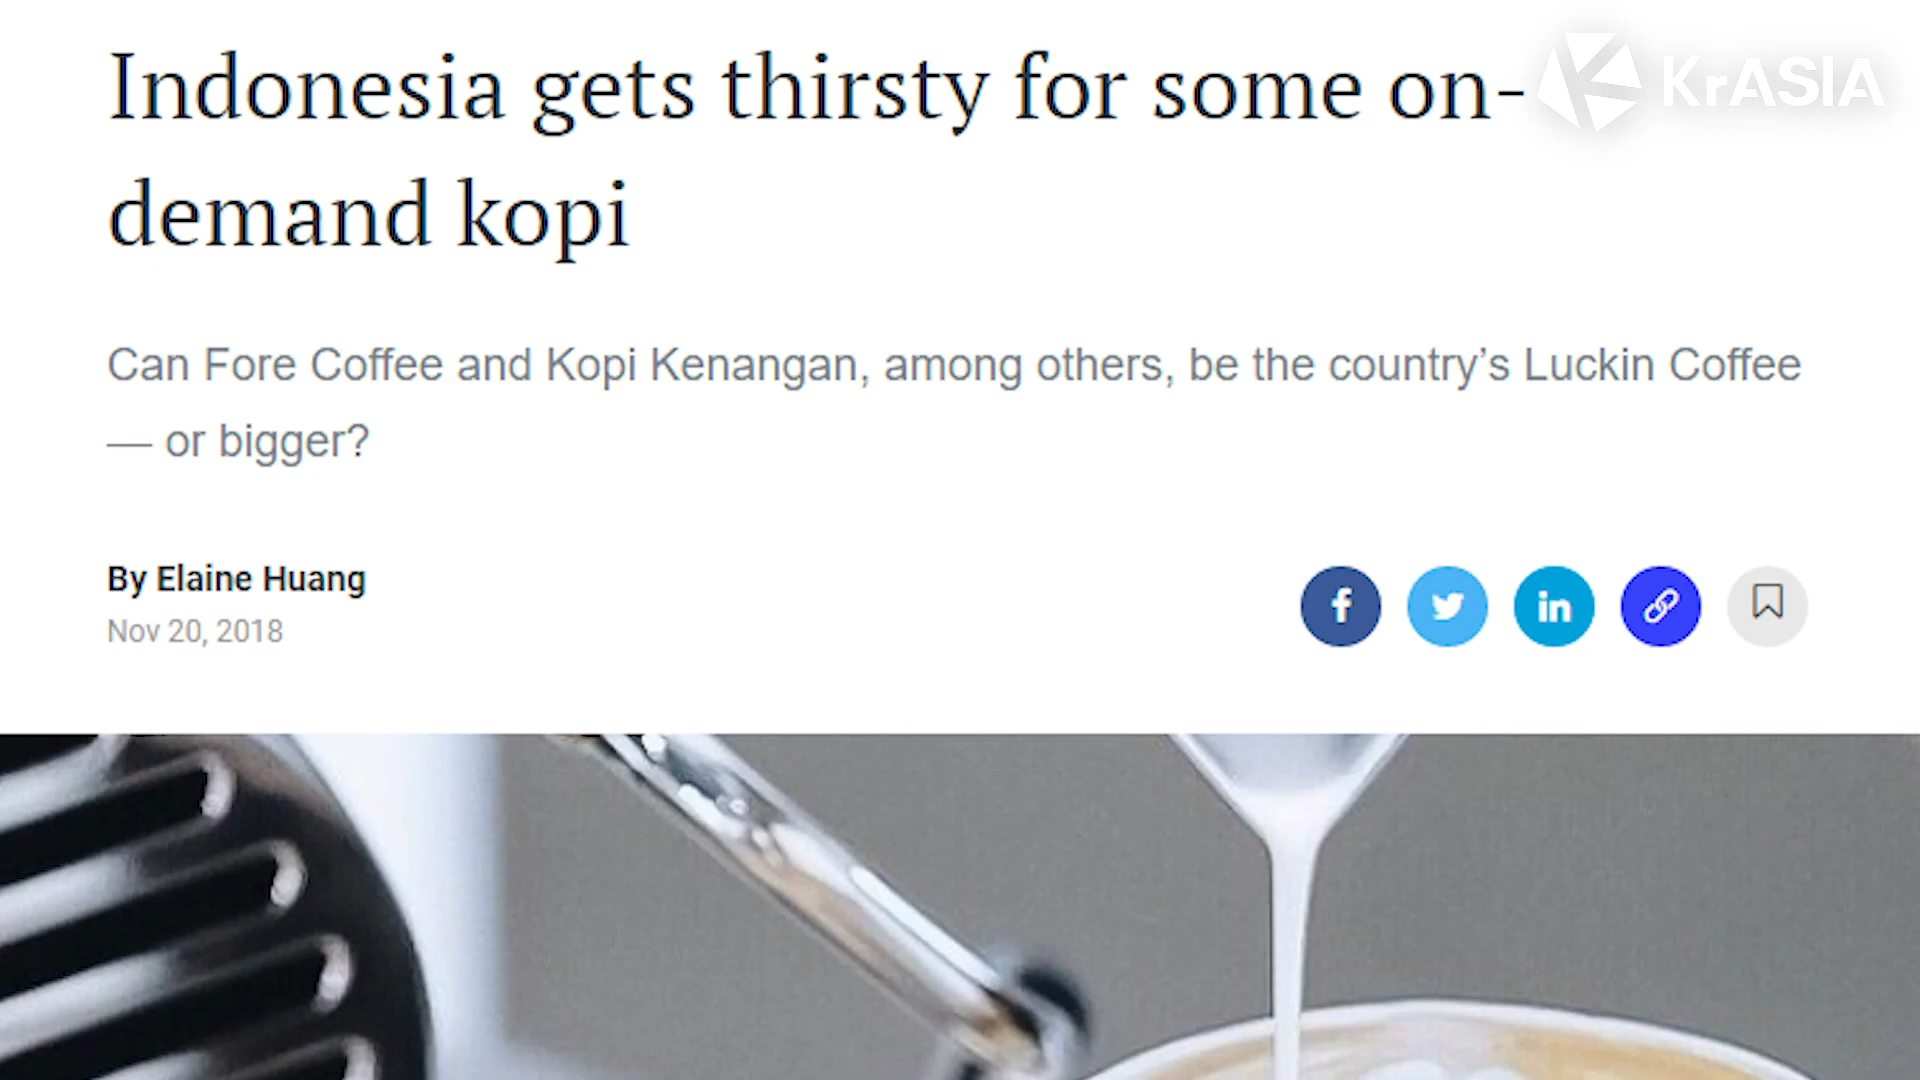 Indonesia gets thirsty for some on-
demand kopi
KrASIA
Can Fore Coffee and Kopi Kenangan, among others, be the country’s Luckin Coffee
— or bigger?
By Elaine Huang
Nov 20, 2018